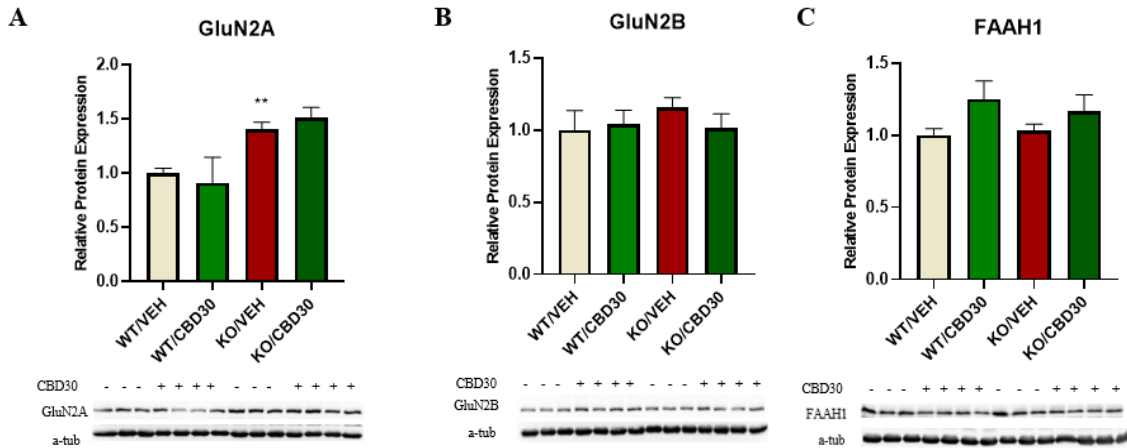 A
GluN2A
Relative Protein Expression
2.0
1.5
1.0
0.5
0.0
**
WT/VEH
WT/CBD30
KO/VEH
KO/CBD30
CBD30 - - - + + + + - - - + + + +
GluN2A
a-tub
B
GluN2B
Relative Protein Expression
1.5
1.0
0.5
0.0
WT/VEH
WT/CBD30
KO/VEH
KO/CBD30
CBD30 - - - + + + + - - - + + + +
GluN2B
a-tub
C
FAAH1
Relative Protein Expression
1.5
1.0
0.5
0.0
WT/VEH
WT/CBD30
KO/VEH
KO/CBD30
CBD30 - - - + + + + - - - + + + +
FAAH1
a-tub